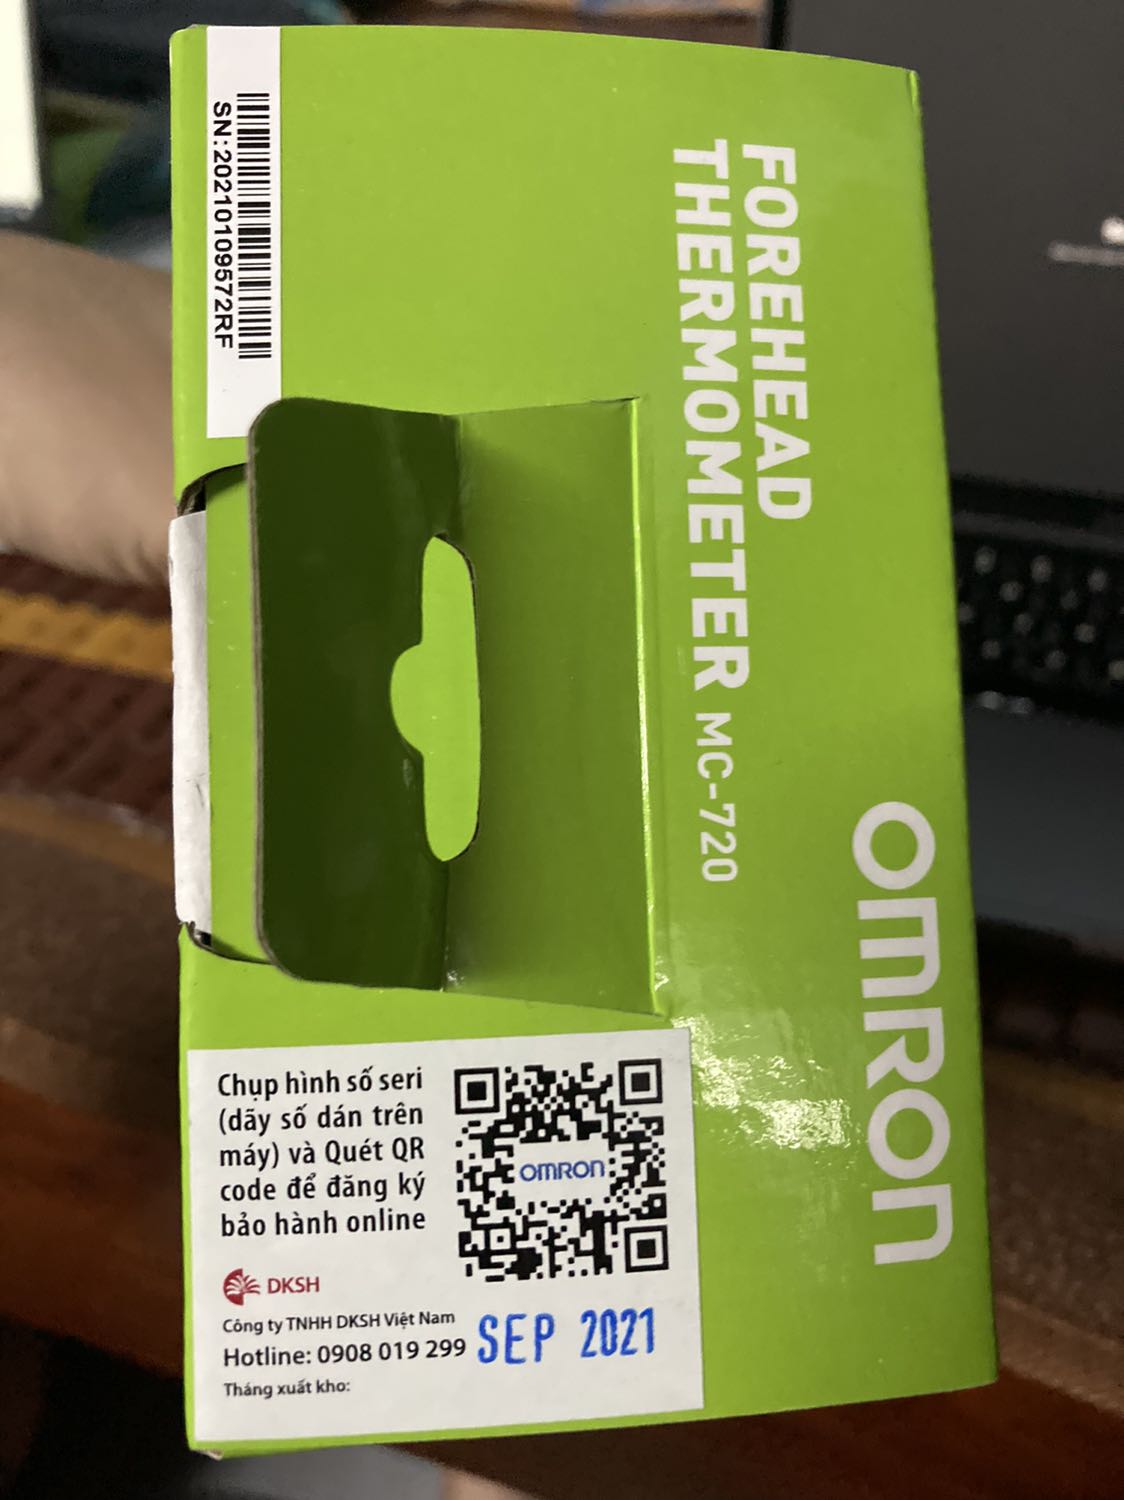 SN:20210109572RF
FOREHEAD
THERMOMETER MC-720
OMRON
Chụp hình số seri
(dãy số dán trên
máy) và Quét QR
code để đăng ký
bảo hành online
OMRON
DKSH
Công ty TNHH DKSH Việt Nam
Hotline: 0908 019 299
SEP 2021
Tháng xuất kho: